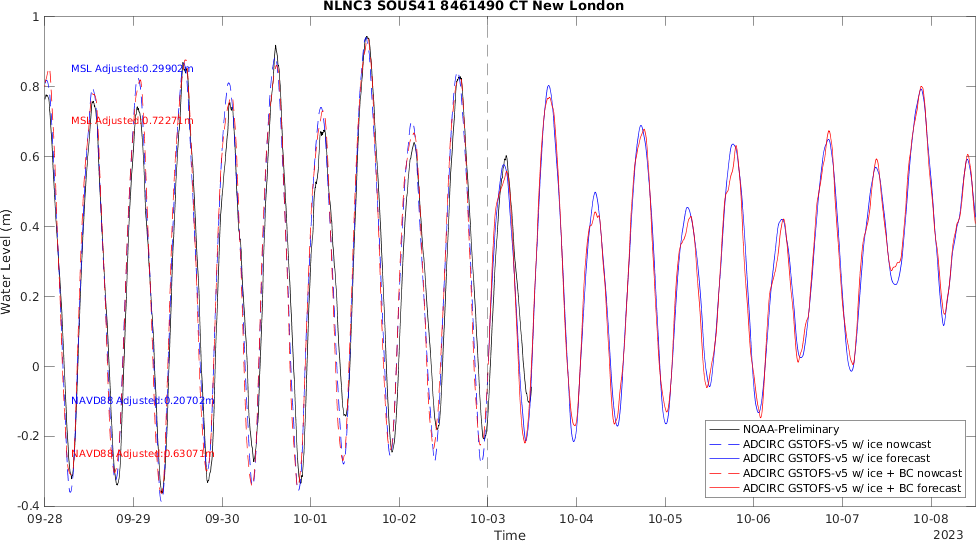 NLNC3 SOUS41 8461490 CT New London
Water Level (m)
1
0.8
0.6
0.4
0.2
0
-0.2
-0.4
MSL Adjusted:0.29902m
MSL Adjusted:0.72271m
NAVD88 Adjusted:0.20702m
NAVD88 Adjusted:0.63071m
NOAA-Preliminary
ADCIRC GSTOFS-v5 w/ ice nowcast
ADCIRC GSTOFS-v5 w/ ice forecast
ADCIRC GSTOFS-v5 w/ ice + BC nowcast
ADCIRC GSTOFS-v5 w/ ice + BC forecast
09-28 09-29 09-30 10-01 10-02 10-03 10-04 10-05 10-06 10-07 10-08
Time
2023